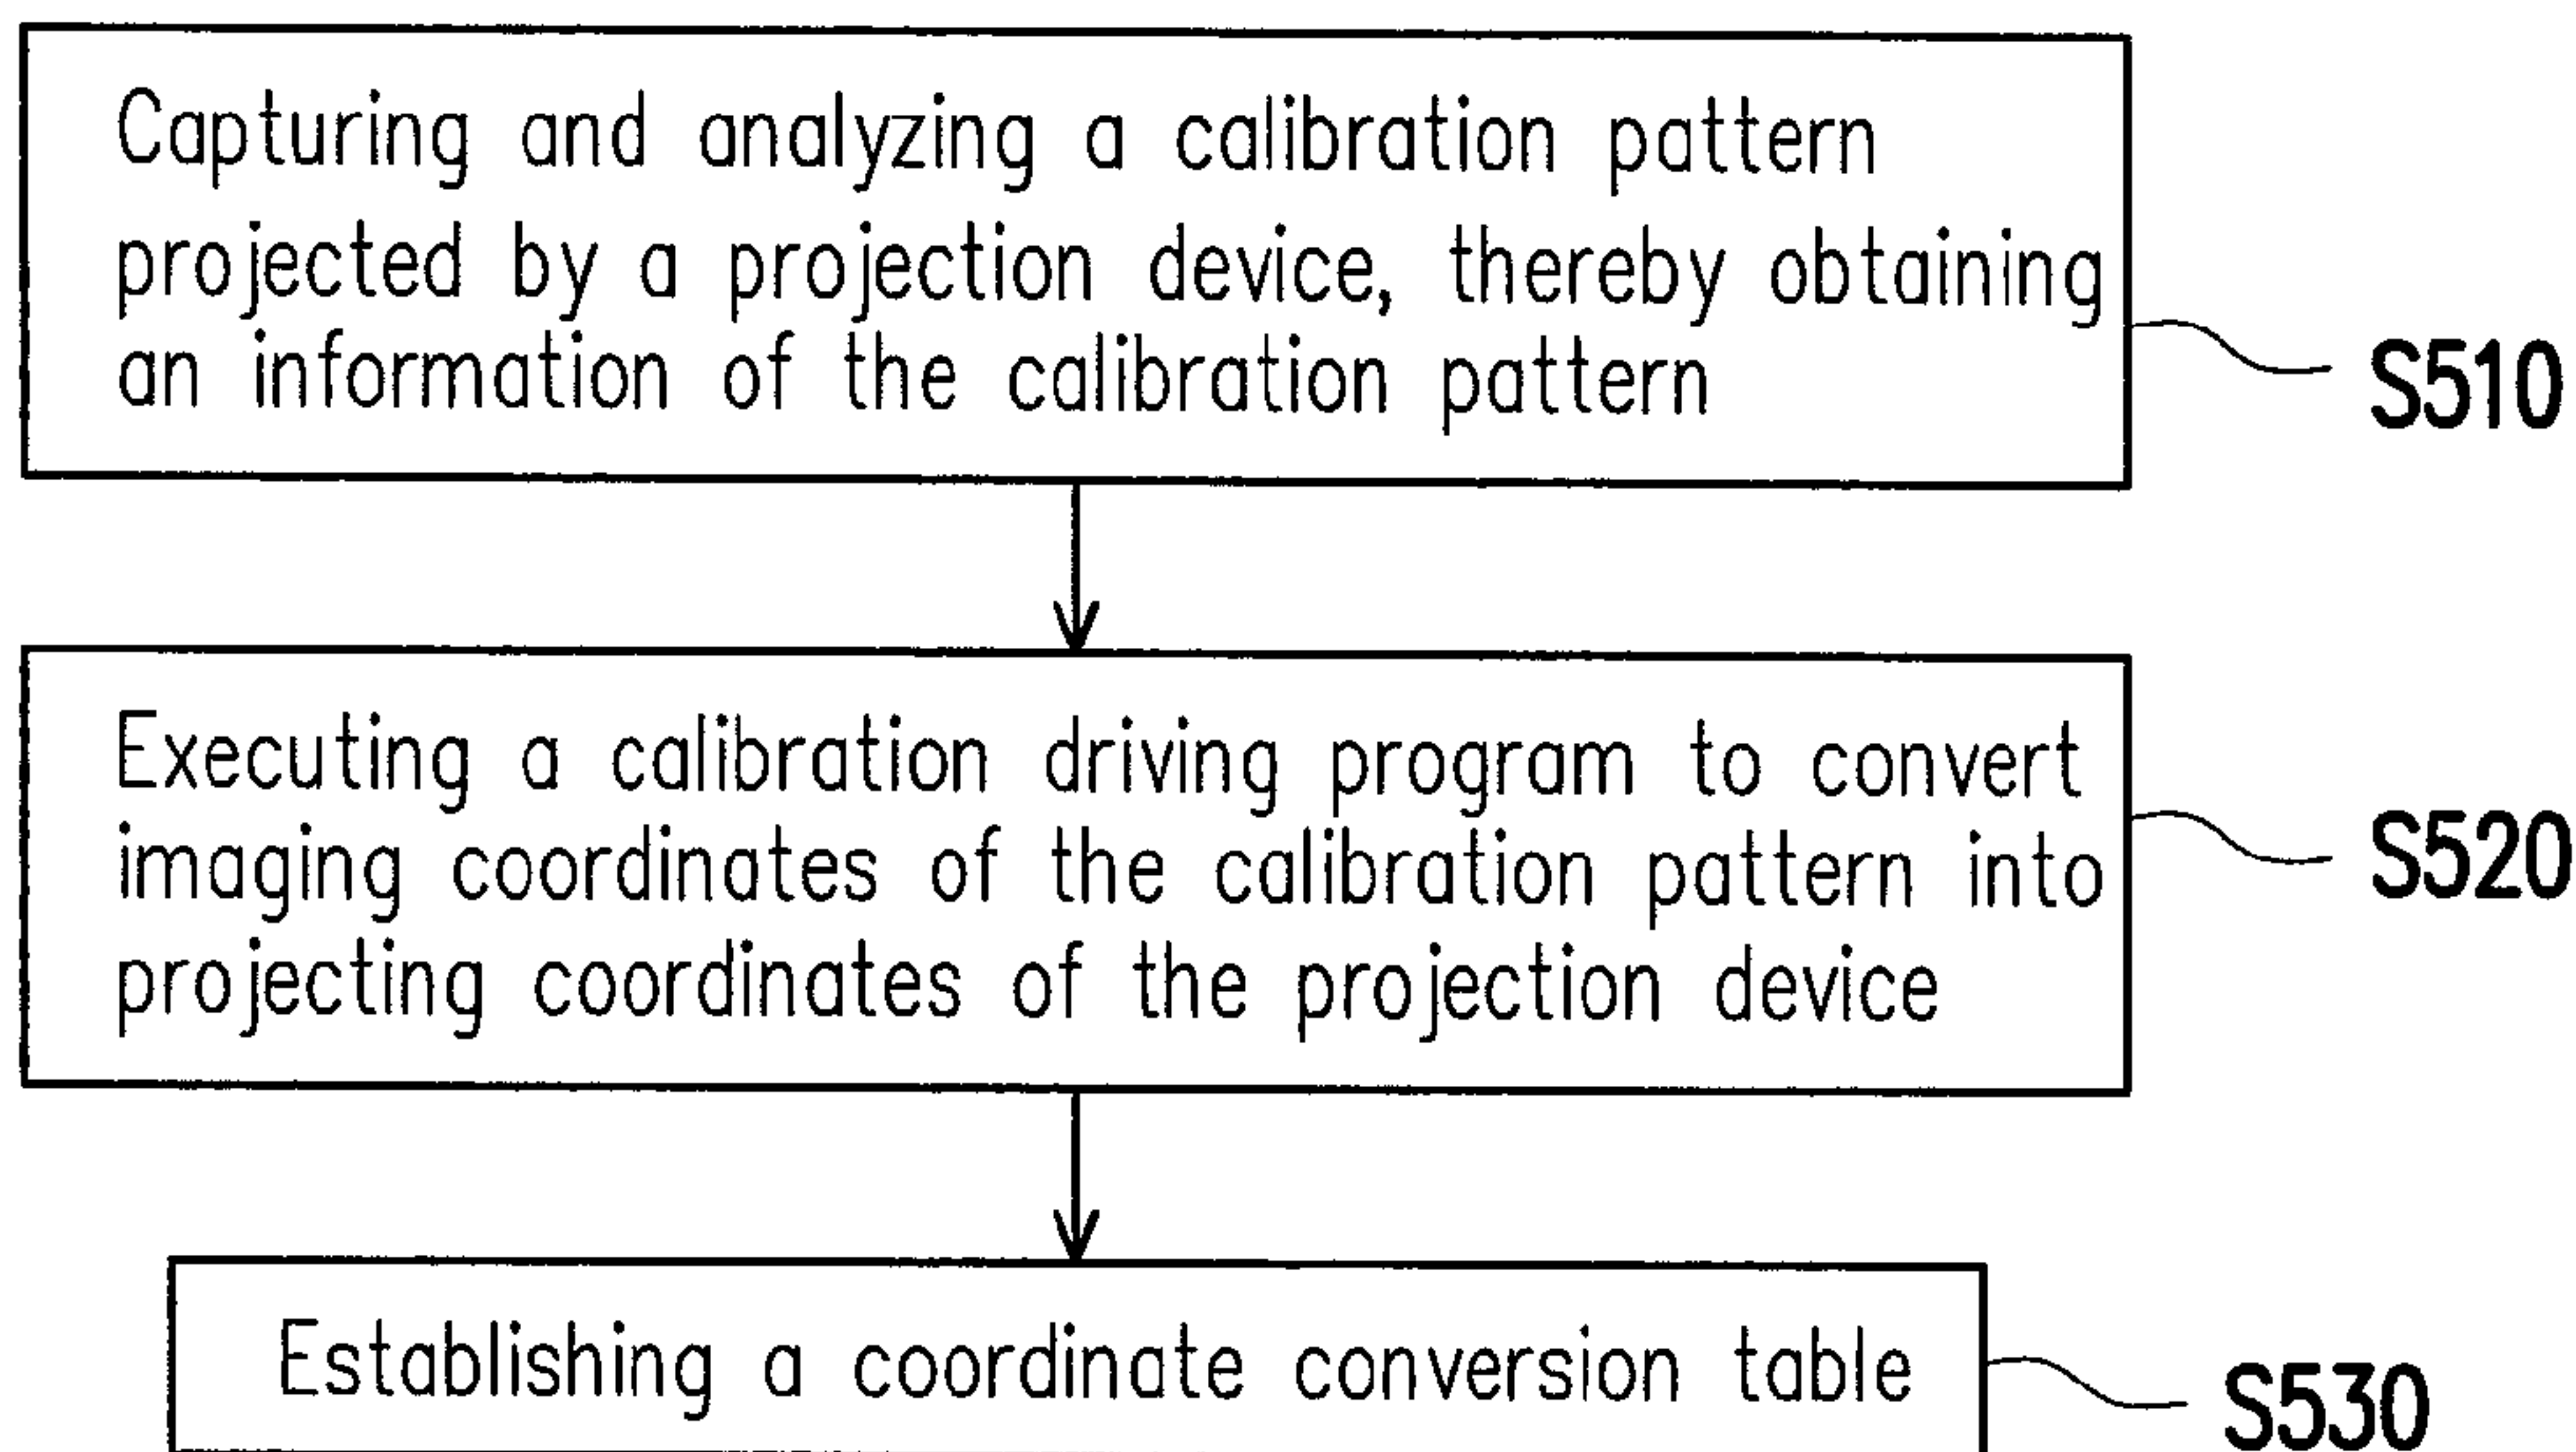 Capturing and analyzing a calibration pattern
projected by a projection device, thereby obtaining
an information of the calibration pattern
S510
Executing a calibration driving program to convert
imaging coordinates of the calibration pattern into
projecting coordinates of the projection device
S520
Establishing a coordinate conversion table
S530